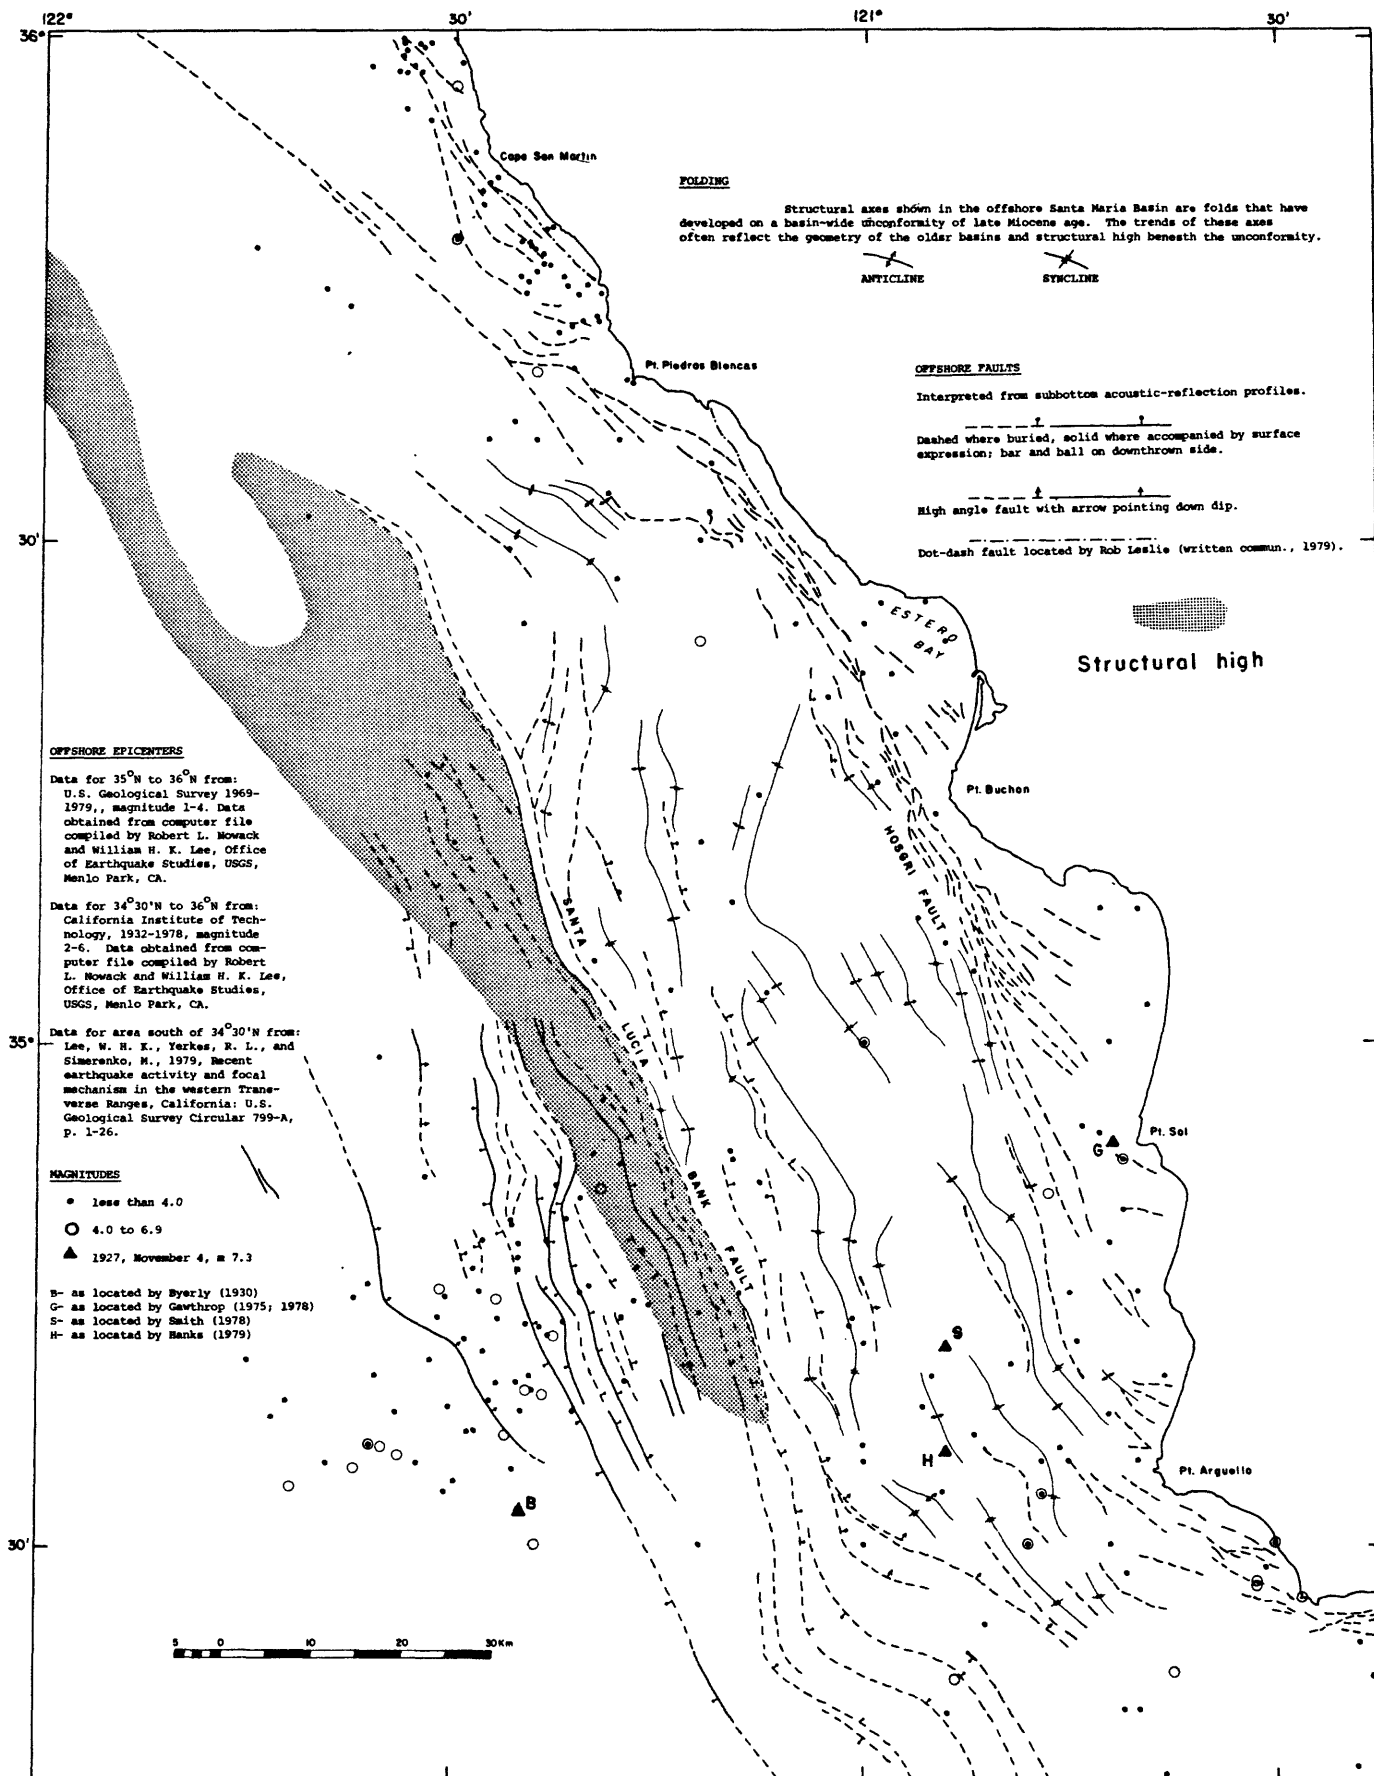 122°
30'
121°
30'
36°
Cape San Martin
FOLDING
Structural axes shown in the offshore Santa Maria Basin are folds that have
developed on a basin-wide unconformity of late Miocene age. The trends of these axes
often reflect the geometry of the oldsr basins and structural high beneath the unconformity.
ANTICLINE
SYNCLINE
Pt. Piedras Blancas
OFFSHORE FAULTS
Interpreted from subbottom acoustic-reflection profiles.
Dashed where buried, solid where accompanied by surface
expression; bar and ball on downthrown side.
High angle fault with arrow pointing down dip.
Dot-dash fault located by Rob Leslie (written commun., 1979).
30'
ESTERO
BAY
Structural high
OFFSHORE EPICENTERS
Data for 35°N to 36°N from:
U.S. Geological Survey 1969-
1979,, magnitude 1-4. Data
obtained from computer file
compiled by Robert L. Nowack
and William H. K. Lee, Office
of Earthquake Studies, USGS,
Menlo Park, CA.
Data for 34°30'N to 36°N from:
California Institute of Tech-
nology, 1932-1978, magnitude
2-6. Data obtained from com-
puter file compiled by Robert
L. Nowack and William H. K. Lee,
Office of Earthquake Studies,
USGS, Menlo Park, CA.
Data for area south of 34°30'N from:
Lee, W. H. K., Yerkes, R. L., and
Simerenko, M., 1979, Recent
earthquake activity and focal
mechanism in the western Trans-
verse Ranges, California: U.S.
Geological Survey Circular 799-A,
p. 1-26.
Pt. Buchon
HOSGRI FAULT
SANTA LUCIA BANK FAULT
35°
Pt. Sal
G
MAGNITUDES
less than 4.0
4.0 to 6.9
1927, November 4, m 7.3
B- as located by Byerly (1930)
G- as located by Gawthrop (1975; 1978)
S- as located by Smith (1978)
H- as locatad by Hanks (1979)
S
H
B
Pt. Arguello
30'
5 0 10 20 30Km